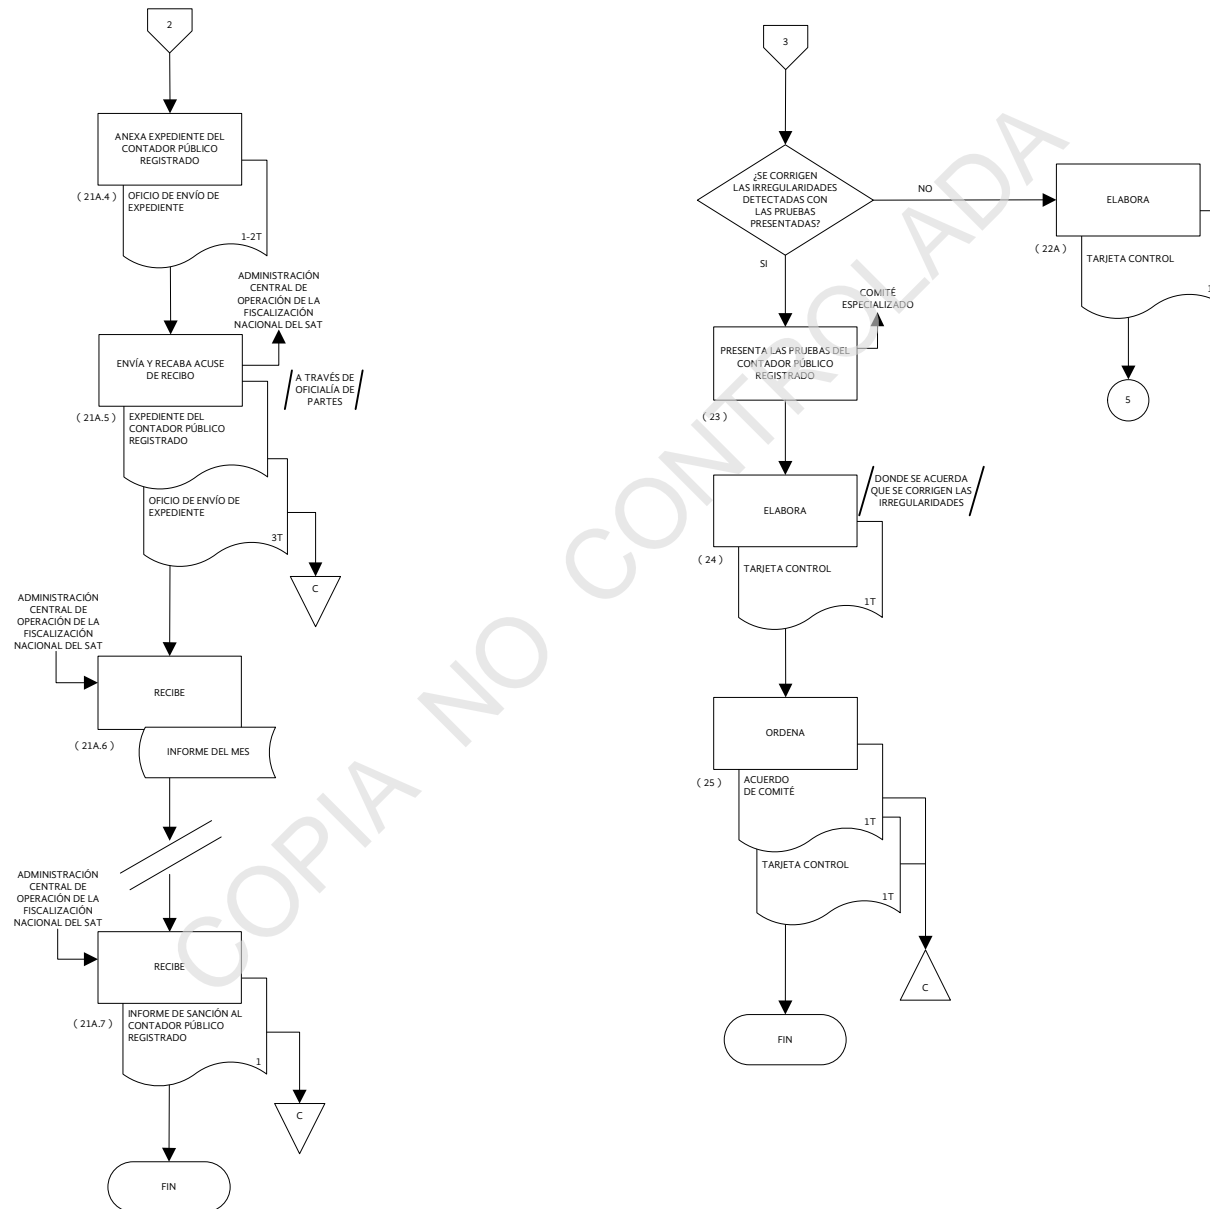 2
ANEXA EXPEDIENTE DEL
CONTADOR PÚBLICO
REGISTRADO
( 21A.4 )
OFICIO DE ENVÍO DE
EXPEDIENTE
1-2T
ADMINISTRACIÓN
CENTRAL DE
OPERACIÓN DE LA
FISCALIZACIÓN
NACIONAL DEL SAT
ENVÍA Y RECABA ACUSE
DE RECIBO
A TRAVÉS DE
OFICIALÍA DE
PARTES
( 21A.5 )
EXPEDIENTE DEL
CONTADOR PÚBLICO
REGISTRADO
OFICIO DE ENVÍO DE
EXPEDIENTE
3T
C
ADMINISTRACIÓN
CENTRAL DE
OPERACIÓN DE LA
FISCALIZACIÓN
NACIONAL DEL SAT
RECIBE
( 21A.6 )
INFORME DEL MES
ADMINISTRACIÓN
CENTRAL DE
OPERACIÓN DE LA
FISCALIZACIÓN
NACIONAL DEL SAT
RECIBE
( 21A.7 )
INFORME DE SANCIÓN AL
CONTADOR PÚBLICO
REGISTRADO
1
C
FIN
3
¿SE CORRIGEN
LAS IRREGULARIDADES
DETECTADAS CON
LAS PRUEBAS
PRESENTADAS?
NO
SI
ELABORA
( 22A )
TARJETA CONTROL
1
5
COMITÉ
ESPECIALIZADO
PRESENTA LAS PRUEBAS DEL
CONTADOR PÚBLICO
REGISTRADO
( 23 )
DONDE SE ACUERDA
QUE SE CORRIGEN LAS
IRREGULARIDADES
ELABORA
( 24 )
TARJETA CONTROL
1T
ORDENA
( 25 )
ACUERDO
DE COMITÉ
1T
TARJETA CONTROL
1T
C
FIN
COPIA NO CONTROLADA